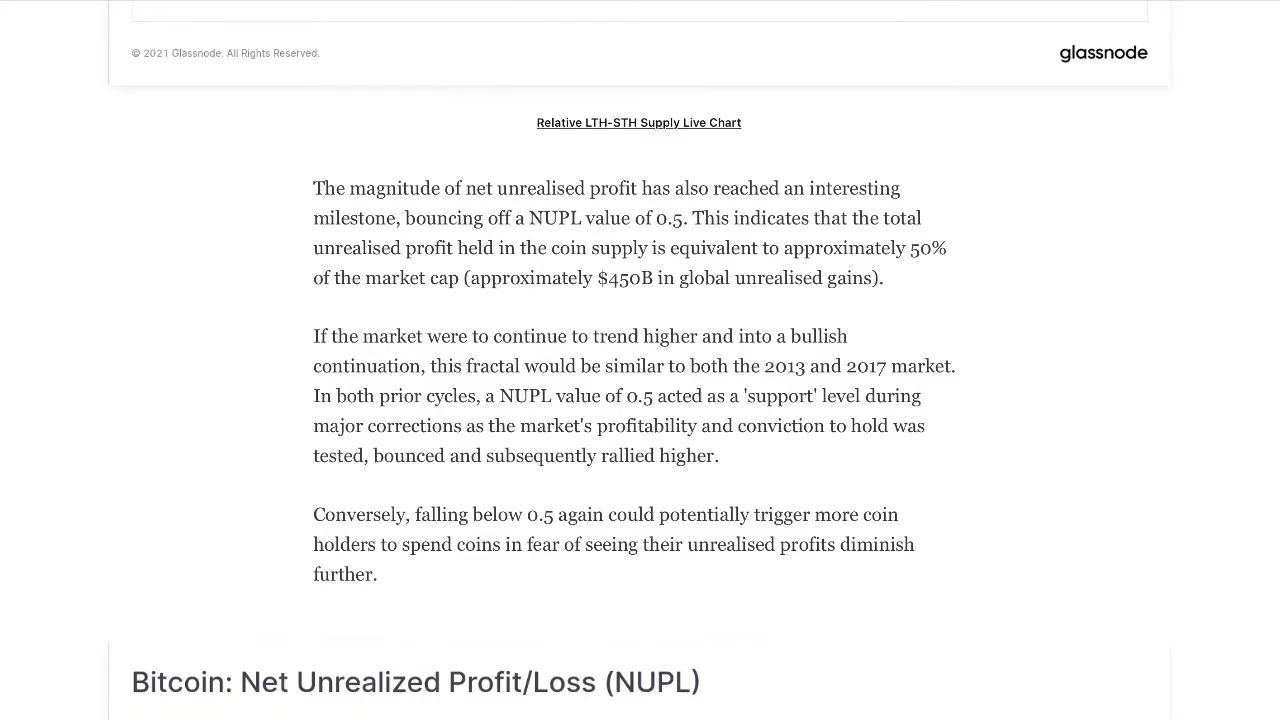 © 2021 Glassnode. All Rights Reserved.
glassnode
Relative LTH-STH Supply Live Chart
The magnitude of net unrealised profit has also reached an interesting
milestone, bouncing off a NUPL value of 0.5. This indicates that the total
unrealised profit held in the coin supply is equivalent to approximately 50%
of the market cap (approximately $450B in global unrealised gains).
If the market were to continue to trend higher and into a bullish
continuation, this fractal would be similar to both the 2013 and 2017 market.
In both prior cycles, a NUPL value of 0.5 acted as a 'support' level during
major corrections as the market's profitability and conviction to hold was
tested, bounced and subsequently rallied higher.
Conversely, falling below 0.5 again could potentially trigger more coin
holders to spend coins in fear of seeing their unrealised profits diminish
further.
Bitcoin: Net Unrealized Profit/Loss (NUPL)